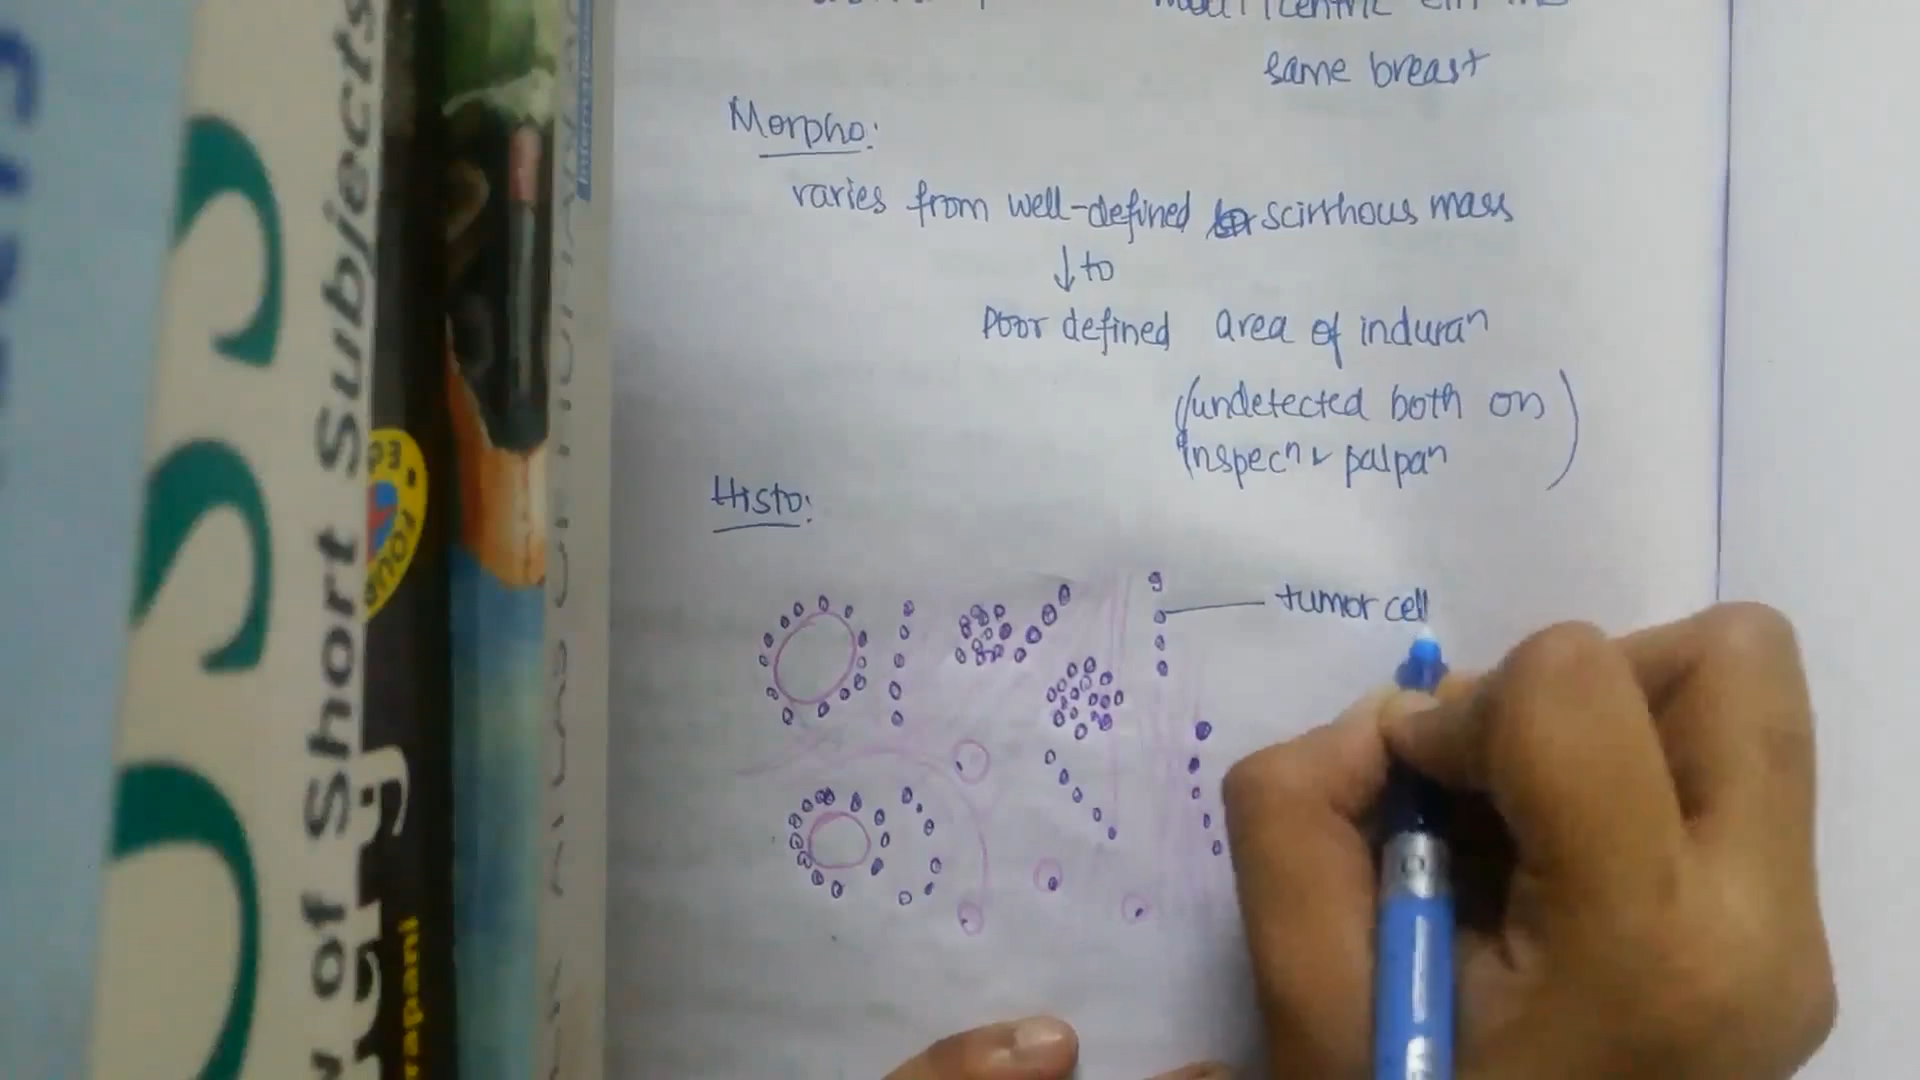 same breast
Morpho:
varies from well-defined scirrhous mass
↓ to
Poor defined area of induraⁿ
(undetected both on
inspecⁿ & palpaⁿ)
Histo:
tumor cell
of Short Subjects
rapani